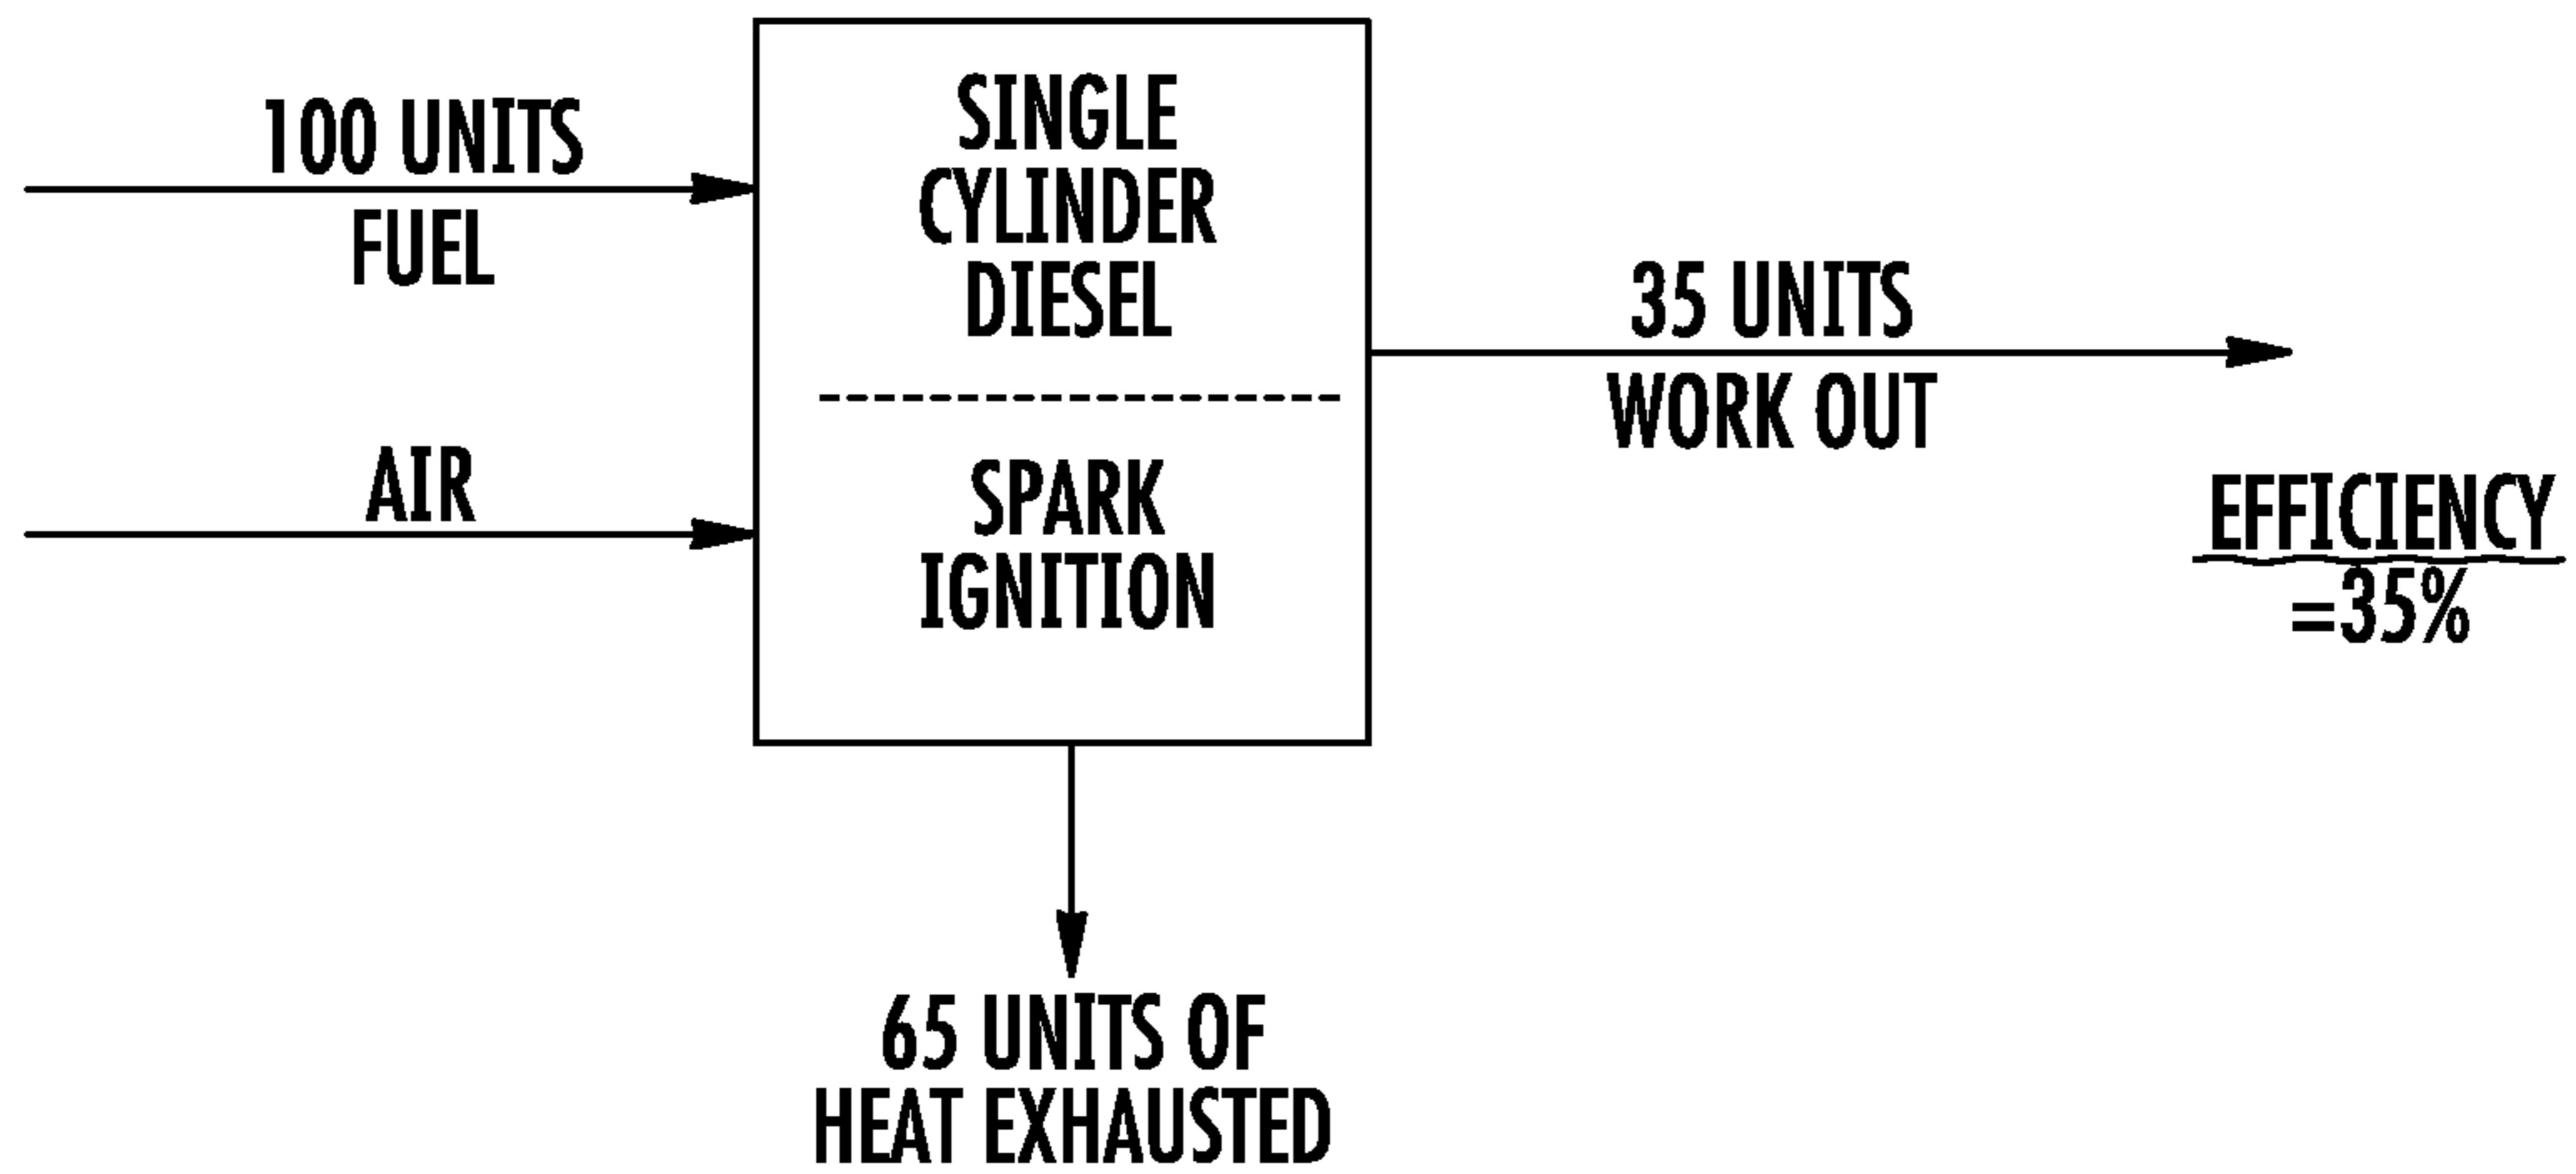 100 UNITS
FUEL
AIR
SINGLE
CYLINDER
DIESEL
SPARK
IGNITION
35 UNITS
WORK OUT
EFFICIENCY
=35%
65 UNITS OF
HEAT EXHAUSTED